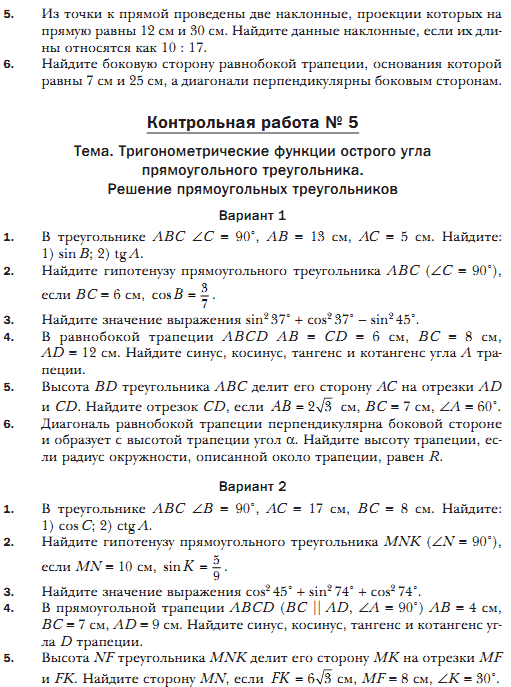 5. Из точки к прямой проведены две наклонные, проекции которых на
прямую равны 12 см и 30 см. Найдите данные наклонные, если их дли-
ны относятся как 10 : 17.
6. Найдите боковую сторону равнобокой трапеции, основания которой
равны 7 см и 25 см, а диагонали перпендикулярны боковым сторонам.
Контрольная работа № 5
Тема. Тригонометрические функции острого угла
прямоугольного треугольника.
Решение прямоугольных треугольников
Вариант 1
1. В треугольнике ABC ∠C = 90°, AB = 13 см, AC = 5 см. Найдите:
1) sin B; 2) tg A.
2. Найдите гипотенузу прямоугольного треугольника ABC (∠C = 90°),
если BC = 6 см, cos B = 3/7.
3. Найдите значение выражения sin² 37° + cos² 37° − sin² 45°.
4. В равнобокой трапеции ABCD AB = CD = 6 см, BC = 8 см,
AD = 12 см. Найдите синус, косинус, тангенс и котангенс угла A тра-
пеции.
5. Высота BD треугольника ABC делит его сторону AC на отрезки AD
и CD. Найдите отрезок CD, если AB = 2√3 см, BC = 7 см, ∠A = 60°.
6. Диагональ равнобокой трапеции перпендикулярна боковой стороне
и образует с высотой трапеции угол α. Найдите высоту трапеции, ес-
ли радиус окружности, описанной около трапеции, равен R.
Вариант 2
1. В треугольнике ABC ∠B = 90°, AC = 17 см, BC = 8 см. Найдите:
1) cos C; 2) ctg A.
2. Найдите гипотенузу прямоугольного треугольника MNK (∠N = 90°),
если MN = 10 см, sin K = 5/9.
3. Найдите значение выражения cos² 45° + sin² 74° + cos² 74°.
4. В прямоугольной трапеции ABCD (BC || AD, ∠A = 90°) AB = 4 см,
BC = 7 см, AD = 9 см. Найдите синус, косинус, тангенс и котангенс уг-
ла D трапеции.
5. Высота NF треугольника MNK делит его сторону MK на отрезки MF
и FK. Найдите сторону MN, если FK = 6√3 см, MF = 8 см, ∠K = 30°.